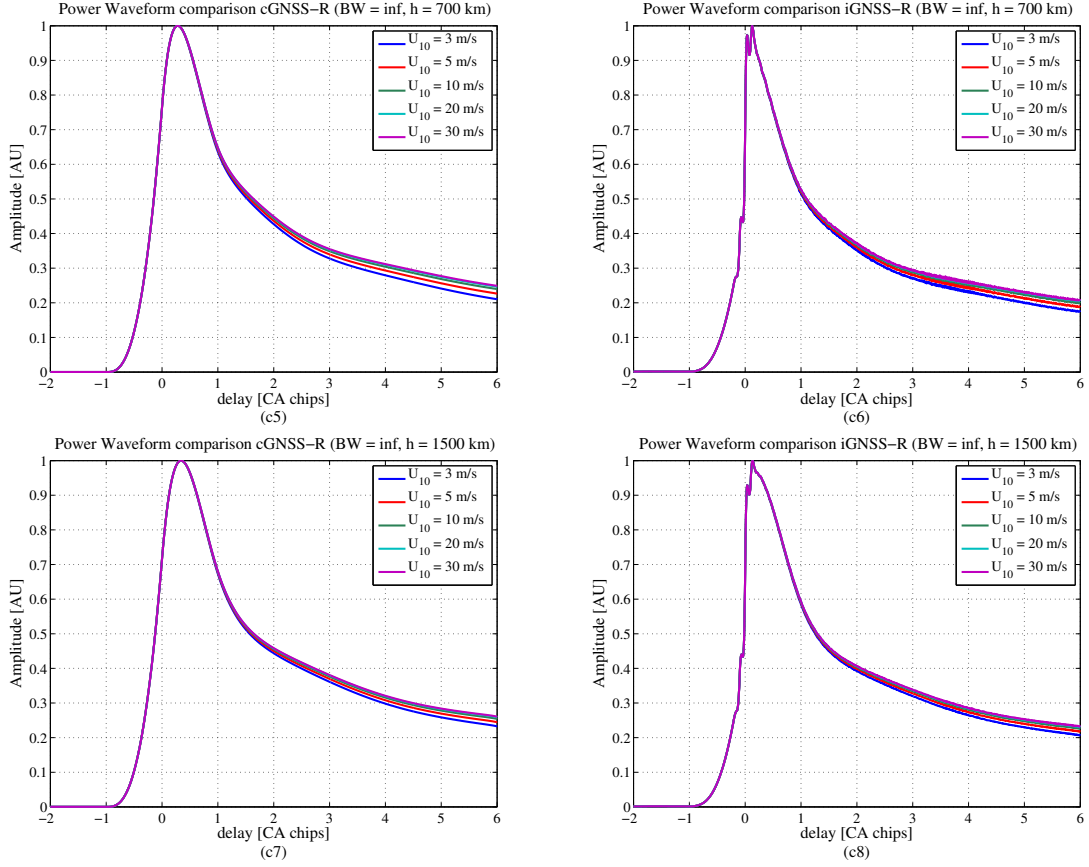 Power Waveform comparison cGNSS−R (BW = inf, h = 700 km)
Amplitude [AU]
1
0.9
0.8
0.7
0.6
0.5
0.4
0.3
0.2
0.1
0
−2 −1 0 1 2 3 4 5 6
delay [CA chips]
U10 = 3 m/s
U10 = 5 m/s
U10 = 10 m/s
U10 = 20 m/s
U10 = 30 m/s
(c5)
Power Waveform comparison iGNSS−R (BW = inf, h = 700 km)
Amplitude [AU]
1
0.9
0.8
0.7
0.6
0.5
0.4
0.3
0.2
0.1
0
−2 −1 0 1 2 3 4 5 6
delay [CA chips]
U10 = 3 m/s
U10 = 5 m/s
U10 = 10 m/s
U10 = 20 m/s
U10 = 30 m/s
(c6)
Power Waveform comparison cGNSS−R (BW = inf, h = 1500 km)
Amplitude [AU]
1
0.9
0.8
0.7
0.6
0.5
0.4
0.3
0.2
0.1
0
−2 −1 0 1 2 3 4 5 6
delay [CA chips]
U10 = 3 m/s
U10 = 5 m/s
U10 = 10 m/s
U10 = 20 m/s
U10 = 30 m/s
(c7)
Power Waveform comparison iGNSS−R (BW = inf, h = 1500 km)
Amplitude [AU]
1
0.9
0.8
0.7
0.6
0.5
0.4
0.3
0.2
0.1
0
−2 −1 0 1 2 3 4 5 6
delay [CA chips]
U10 = 3 m/s
U10 = 5 m/s
U10 = 10 m/s
U10 = 20 m/s
U10 = 30 m/s
(c8)